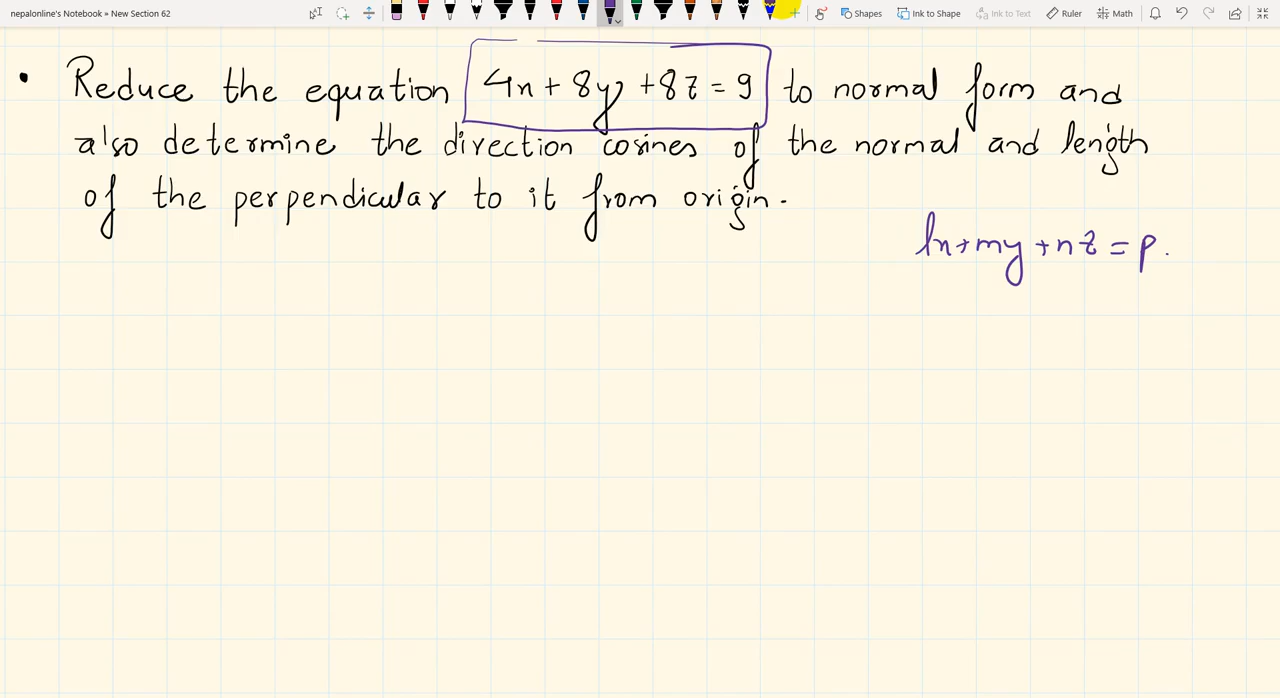 nepalonline's Notebook » New Section 62
Shapes Ink to Shape Ink to Text Ruler Math
• Reduce the equation 4x + 8y + 8z = 9 to normal form and
also determine the direction cosines of the normal and length
of the perpendicular to it from origin.
lx + my + nz = p.